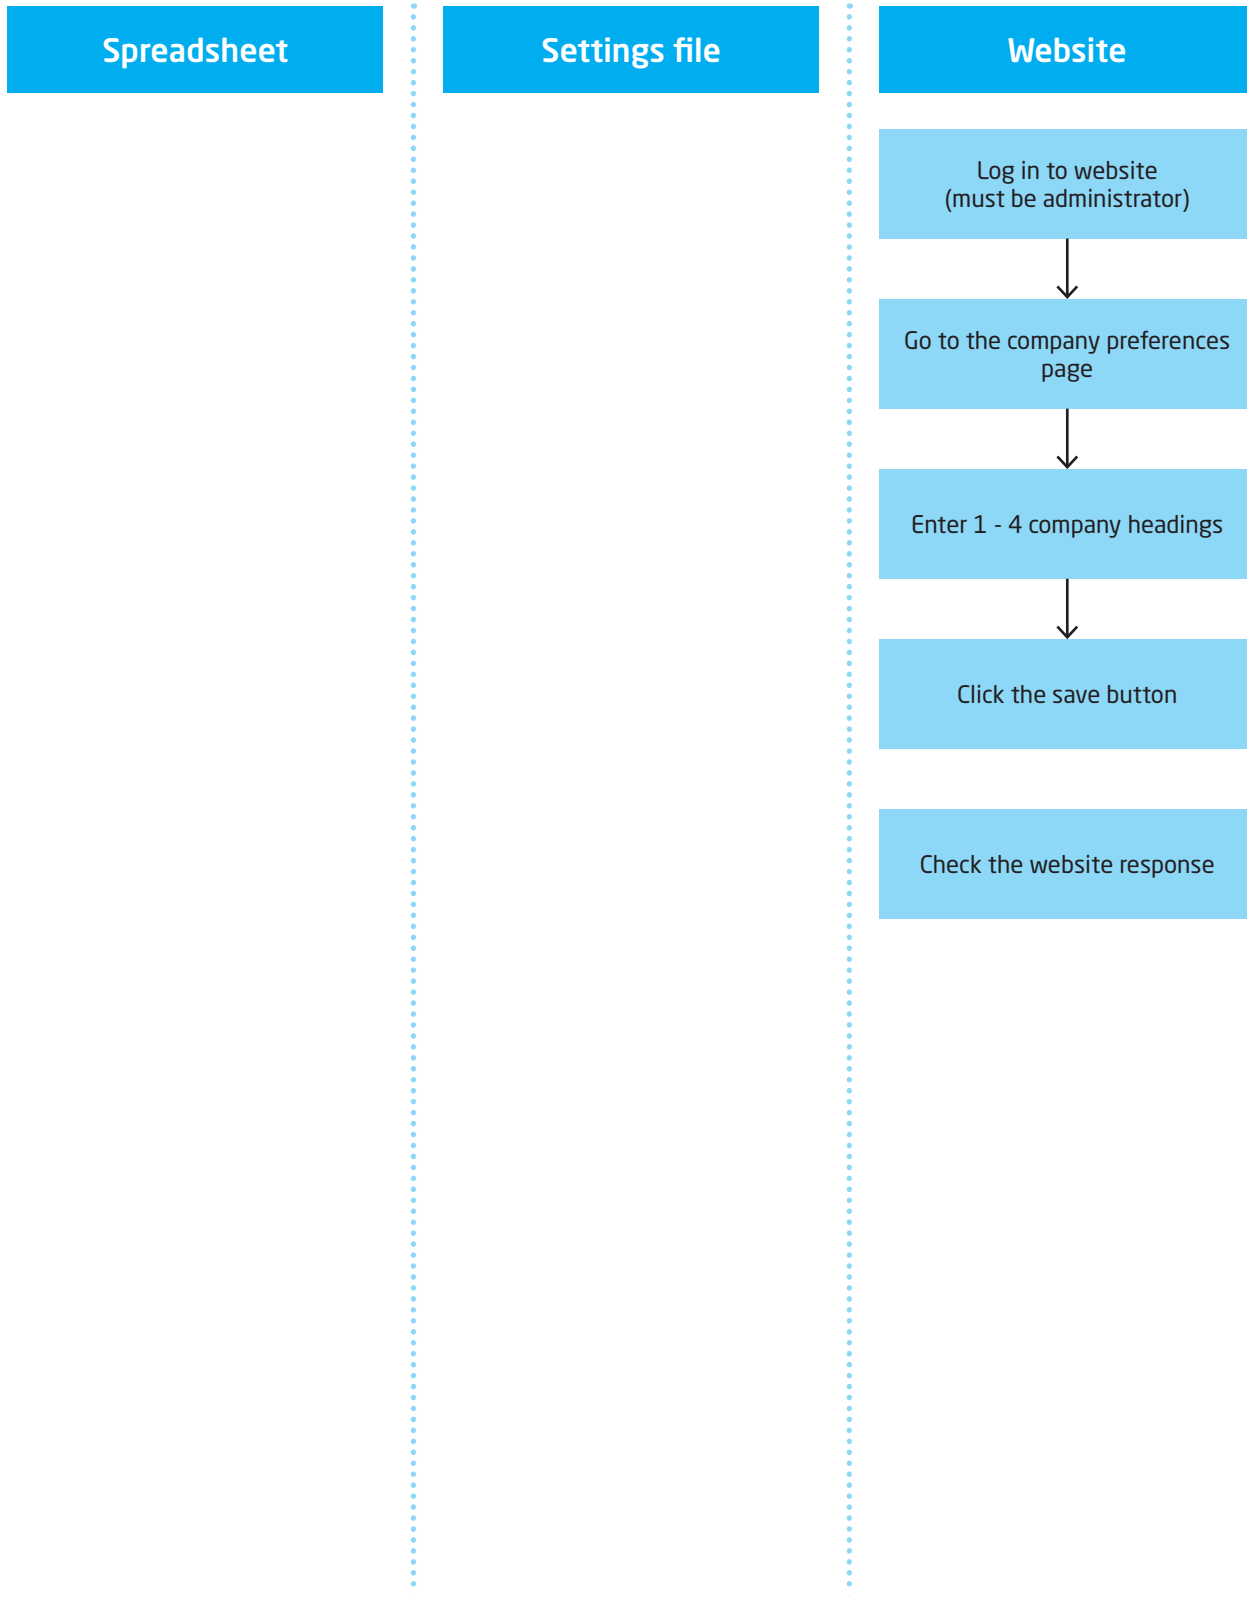 Spreadsheet
Settings file
Website
Log in to website
(must be administrator)
Go to the company preferences
page
Enter 1 - 4 company headings
Click the save button
Check the website response